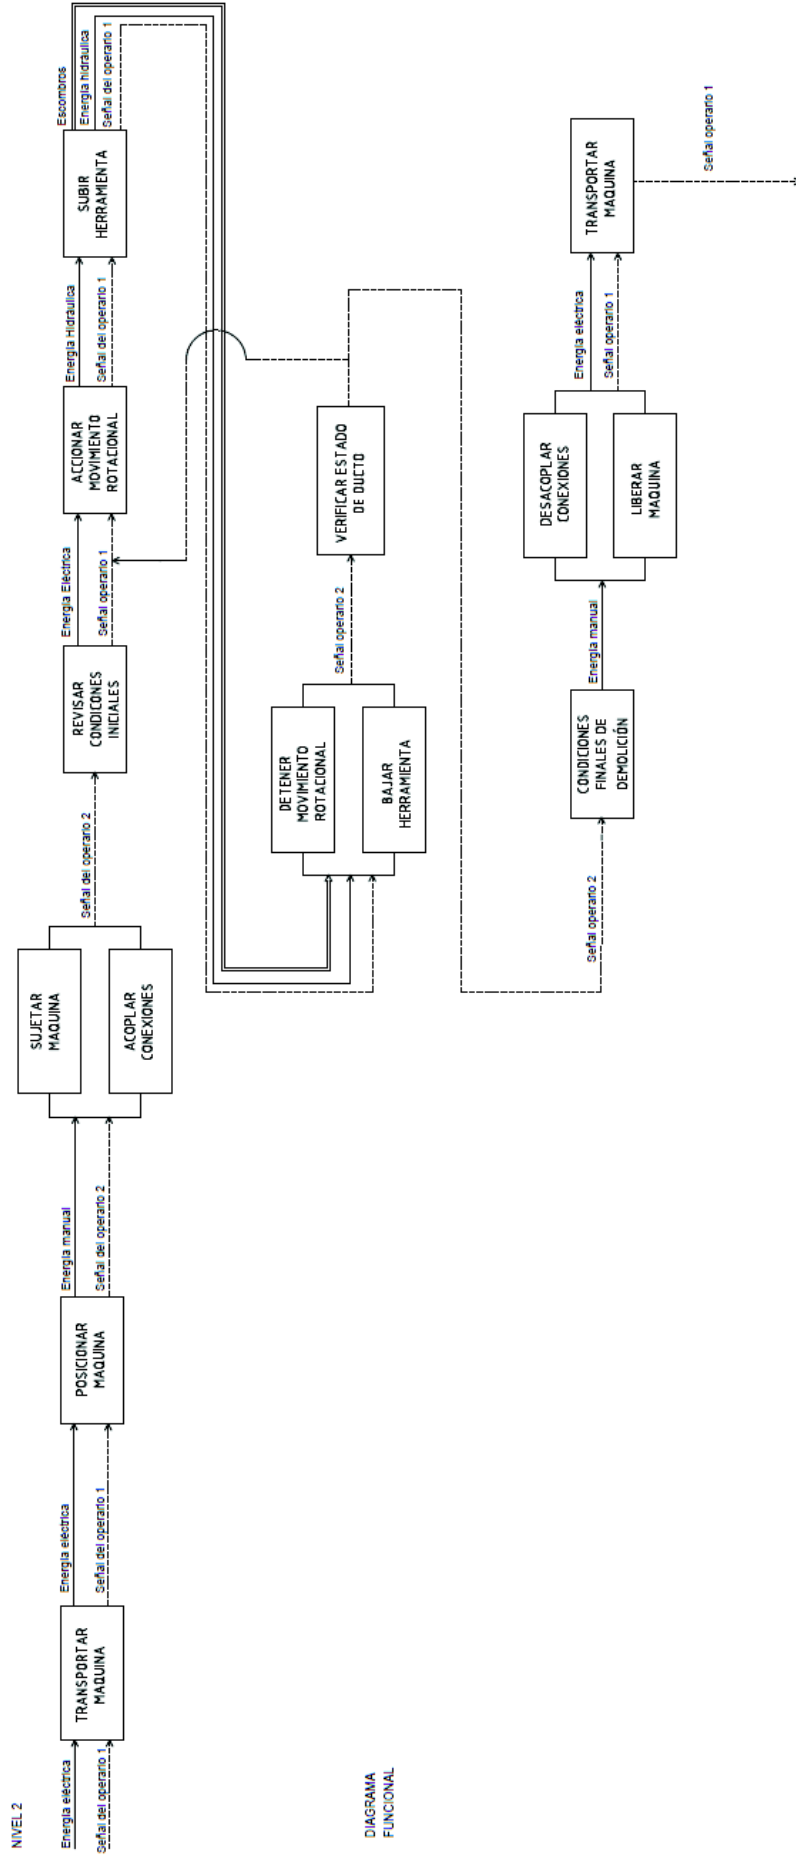 NIVEL 2
Energía eléctrica
Señal del operario 1
TRANSPORTAR
MAQUINA
Energía eléctrica
Señal del operario 1
POSICIONAR
MAQUINA
Energía manual
Señal del operario 2
SUJETAR
MAQUINA
ACOPLAR
CONEXIONES
Señal del operario 2
REVISAR
CONDICONES
INICIALES
Energía Eléctrica
Señal operario 1
ACCIONAR
MOVIMIENTO
ROTACIONAL
Energía Hidráulica
Señal del operario 1
SUBIR
HERRAMIENTA
Escombros
Energía hidráulica
Señal del operario 1
DETENER
MOVIMIENTO
ROTACIONAL
BAJAR
HERRAMIENTA
Señal operario 2
VERIFICAR ESTADO
DE DUCTO
Señal operario 2
CONDICIONES
FINALES DE
DEMOLICIÓN
Energía manual
DESACOPLAR
CONEXIONES
LIBERAR
MAQUINA
Energía eléctrica
Señal operario 1
TRANSPORTAR
MAQUINA
Señal operario 1
DIAGRAMA
FUNCIONAL